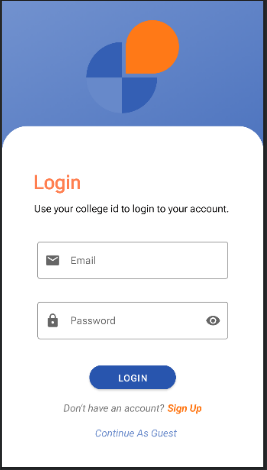 Login
Use your college id to login to your account.
Email
Password
LOGIN
Don't have an account? Sign Up
Continue As Guest